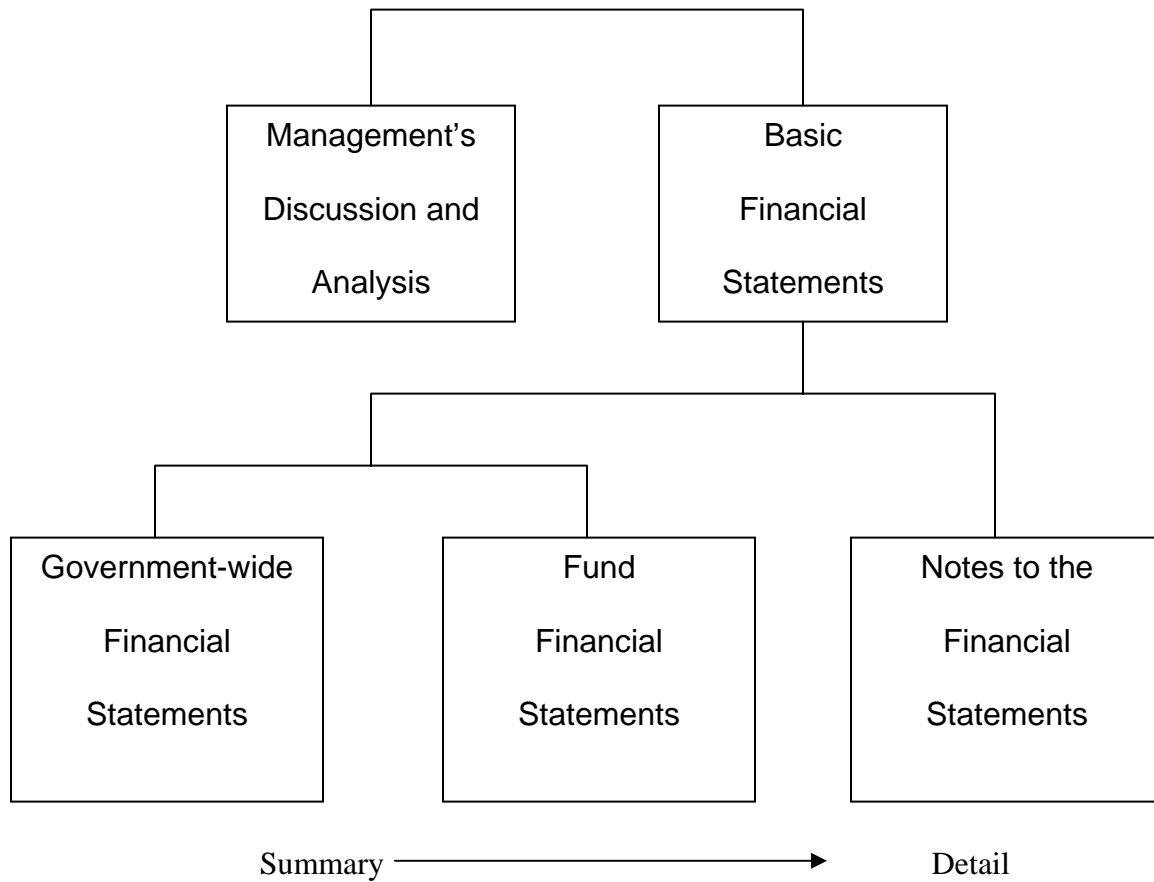 Management’s
Discussion and
Analysis
Basic
Financial
Statements
Government-wide
Financial
Statements
Fund
Financial
Statements
Notes to the
Financial
Statements
Summary
Detail